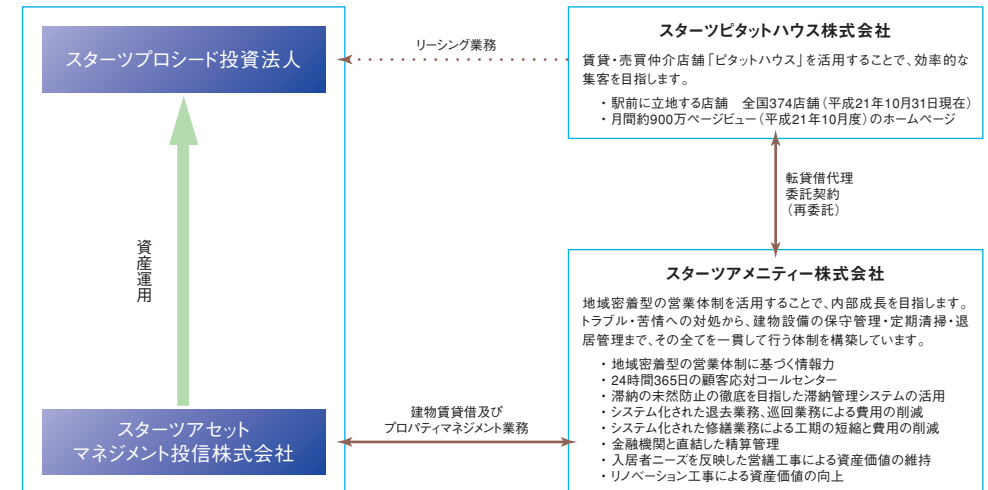 スターツプロシード投資法人
資産運用
スターツアセット
マネジメント投信株式会社
リーシング業務
スターツピタットハウス株式会社
賃貸・売買仲介店舗「ピタットハウス」を活用することで、効率的な
集客を目指します。
・駅前に立地する店舗　全国374店舗（平成21年10月31日現在）
・月間約900万ページビュー（平成21年10月度）のホームページ
転貸借代理
委託契約
（再委託）
建物賃貸借及び
プロパティマネジメント業務
スターツアメニティー株式会社
地域密着型の営業体制を活用することで、内部成長を目指します。
トラブル・苦情への対処から、建物設備の保守管理・定期清掃・退
居管理まで、その全てを一貫して行う体制を構築しています。
・地域密着型の営業体制に基づく情報力
・24時間365日の顧客応対コールセンター
・滞納の未然防止の徹底を目指した滞納管理システムの活用
・システム化された退去業務、巡回業務による費用の削減
・システム化された修繕業務による工期の短縮と費用の削減
・金融機関と直結した精算管理
・入居者ニーズを反映した営繕工事による資産価値の維持
・リノベーション工事による資産価値の向上